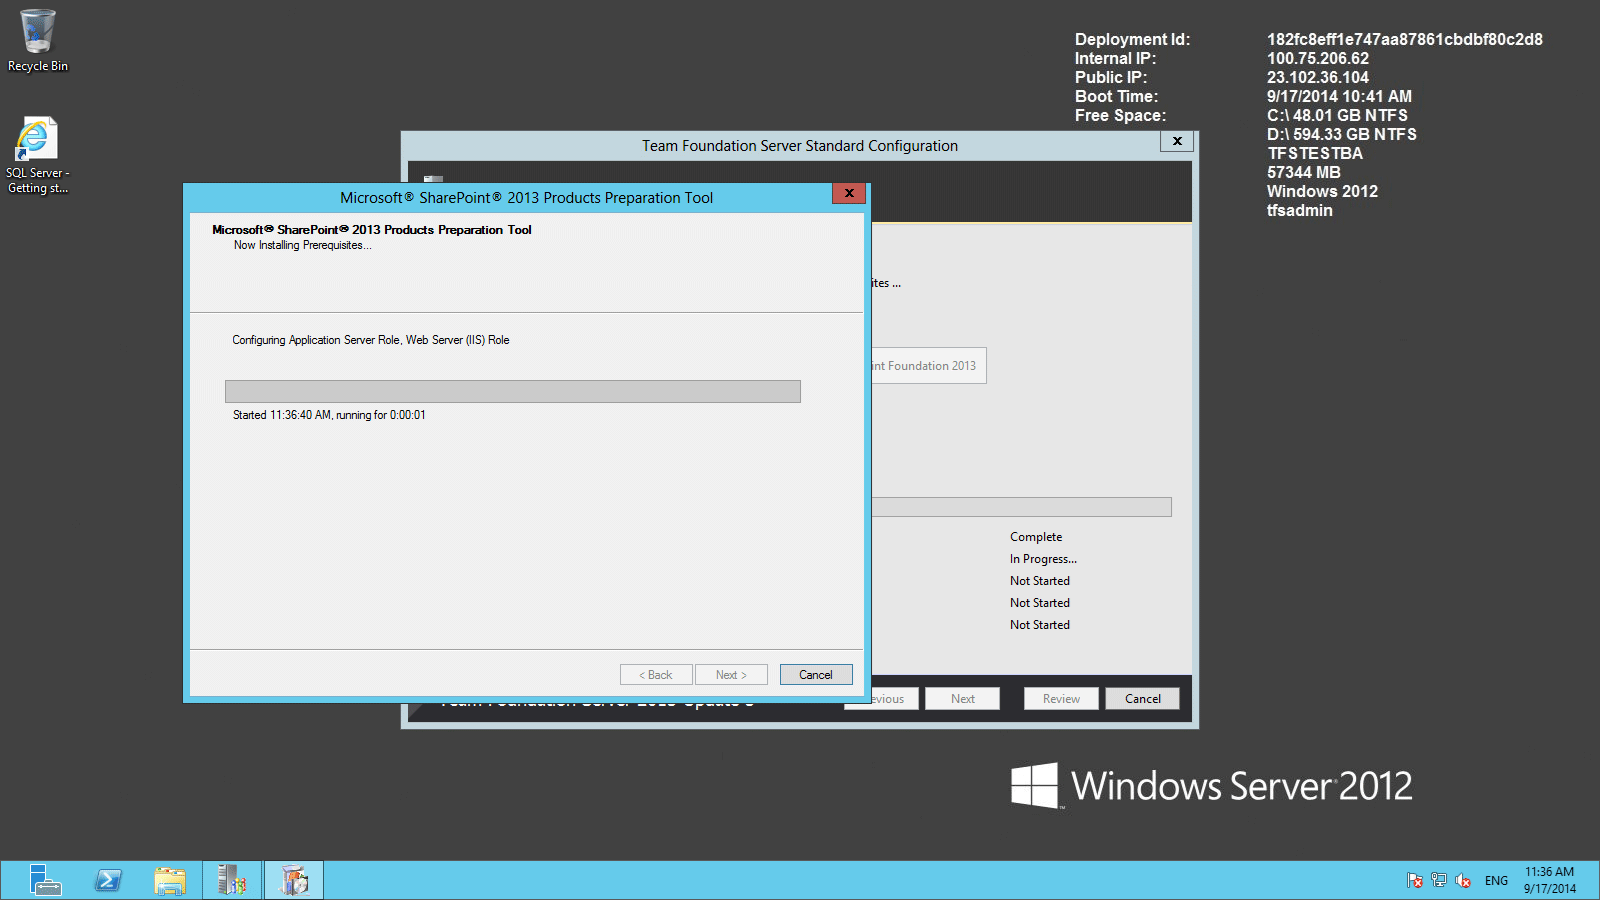 Recycle Bin
SQL Server -
Getting st...
Deployment Id: 182fc8eff1e747aa87861cbdbf80c2d8
Internal IP: 100.75.206.62
Public IP: 23.102.36.104
Boot Time: 9/17/2014 10:41 AM
Free Space: C:\ 48.01 GB NTFS
D:\ 594.33 GB NTFS
TFSTESTBA
57344 MB
Windows 2012
tfsadmin
Team Foundation Server Standard Configuration
x
Microsoft® SharePoint® 2013 Products Preparation Tool
x
Microsoft® SharePoint® 2013 Products Preparation Tool
Now Installing Prerequisites...
Configuring Application Server Role, Web Server (IIS) Role
Started 11:36:40 AM, running for 0:00:01
< Back Next > Cancel
ites ...
int Foundation 2013
Complete
In Progress...
Not Started
Not Started
Not Started
evious Next Review Cancel
Windows Server 2012
ENG
11:36 AM
9/17/2014